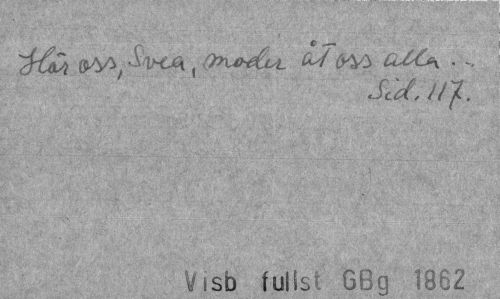 Hör oss, Svea, moder åt oss alla...
Sid. 117.
Visb fullst GBg 1862